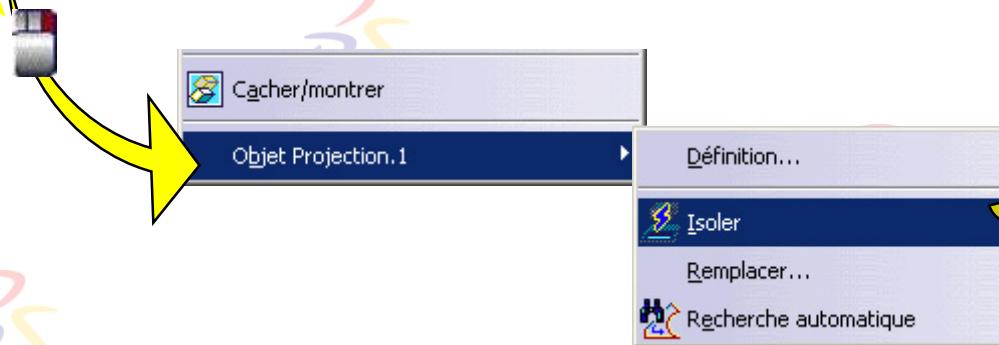 Cacher/montrer
Objet Projection.1
Définition...
Isoler
Remplacer...
Recherche automatique